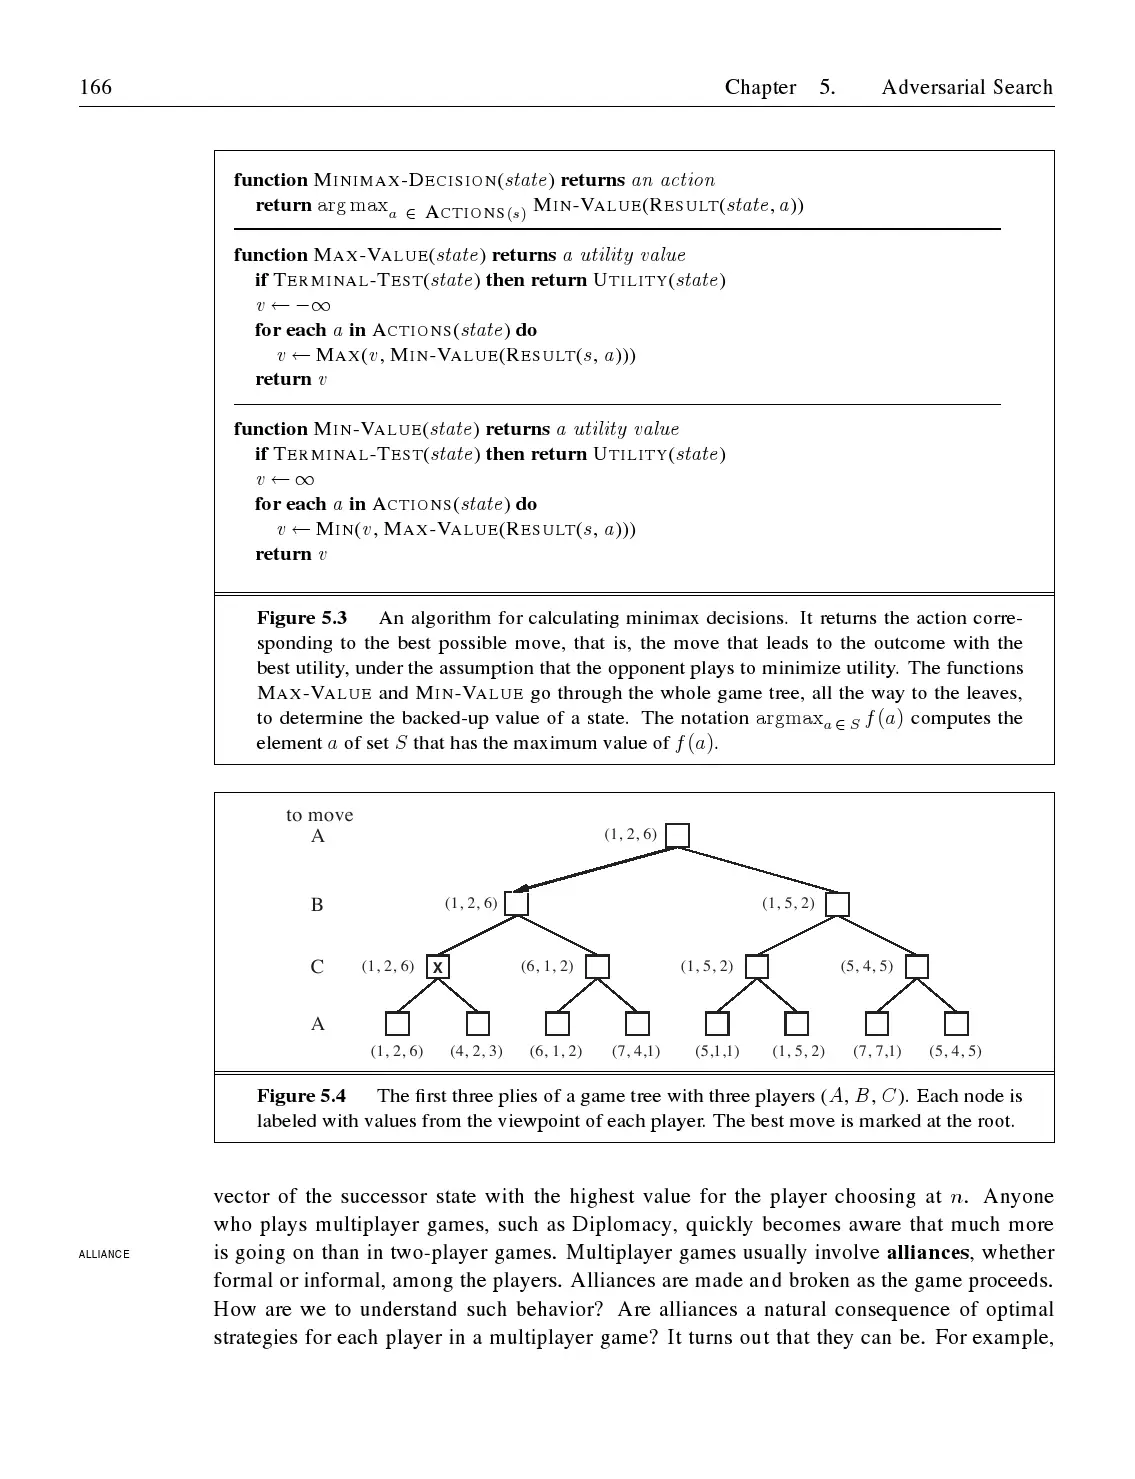 166 Chapter 5. Adversarial Search
function MINIMAX-DECISION(state) returns an action
return arg max a ∈ ACTIONS(s) MIN-VALUE(RESULT(state, a))
function MAX-VALUE(state) returns a utility value
if TERMINAL-TEST(state) then return UTILITY(state)
v ← −∞
for each a in ACTIONS(state) do
v ← MAX(v, MIN-VALUE(RESULT(s, a)))
return v
function MIN-VALUE(state) returns a utility value
if TERMINAL-TEST(state) then return UTILITY(state)
v ← ∞
for each a in ACTIONS(state) do
v ← MIN(v, MAX-VALUE(RESULT(s, a)))
return v
Figure 5.3 An algorithm for calculating minimax decisions. It returns the action corre-
sponding to the best possible move, that is, the move that leads to the outcome with the
best utility, under the assumption that the opponent plays to minimize utility. The functions
MAX-VALUE and MIN-VALUE go through the whole game tree, all the way to the leaves,
to determine the backed-up value of a state. The notation argmax a ∈ S f(a) computes the
element a of set S that has the maximum value of f(a).
to move
A (1, 2, 6)
B (1, 2, 6) (1, 5, 2)
C (1, 2, 6) X (6, 1, 2) (1, 5, 2) (5, 4, 5)
A
(1, 2, 6) (4, 2, 3) (6, 1, 2) (7, 4,1) (5,1,1) (1, 5, 2) (7, 7,1) (5, 4, 5)
Figure 5.4 The first three plies of a game tree with three players (A, B, C). Each node is
labeled with values from the viewpoint of each player. The best move is marked at the root.
vector of the successor state with the highest value for the player choosing at n. Anyone
who plays multiplayer games, such as Diplomacy, quickly becomes aware that much more
ALLIANCE is going on than in two-player games. Multiplayer games usually involve alliances, whether
formal or informal, among the players. Alliances are made and broken as the game proceeds.
How are we to understand such behavior? Are alliances a natural consequence of optimal
strategies for each player in a multiplayer game? It turns out that they can be. For example,